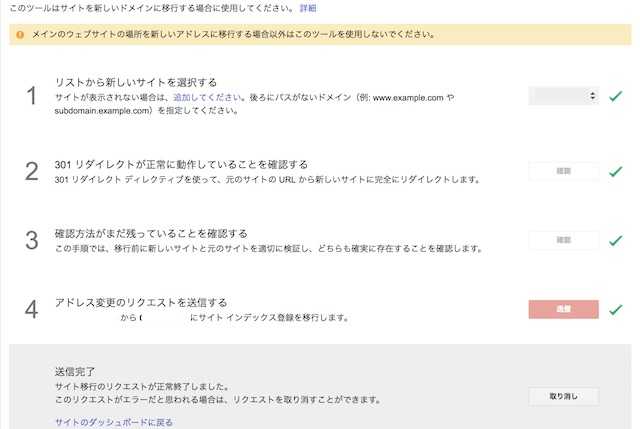 このツールはサイトを新しいドメインに移行する場合に使用してください。 詳細
メインのウェブサイトの場所を新しいアドレスに移行する場合以外はこのツールを使用しないでください。
1 リストから新しいサイトを選択する
サイトが表示されない場合は、追加してください。後ろにパスがないドメイン（例: www.example.com や
subdomain.example.com）を指定してください。
2 301 リダイレクトが正常に動作していることを確認する
301 リダイレクト ディレクティブを使って、元のサイトの URL から新しいサイトに完全にリダイレクトします。
確認
3 確認方法がまだ残っていることを確認する
この手順では、移行前に新しいサイトと元のサイトを適切に検証し、どちらも確実に存在することを確認します。
確認
4 アドレス変更のリクエストを送信する
から にサイト インデックス登録を移行します。
送信
送信完了
サイト移行のリクエストが正常終了しました。
このリクエストがエラーだと思われる場合は、リクエストを取り消すことができます。
取り消し
サイトのダッシュボードに戻る